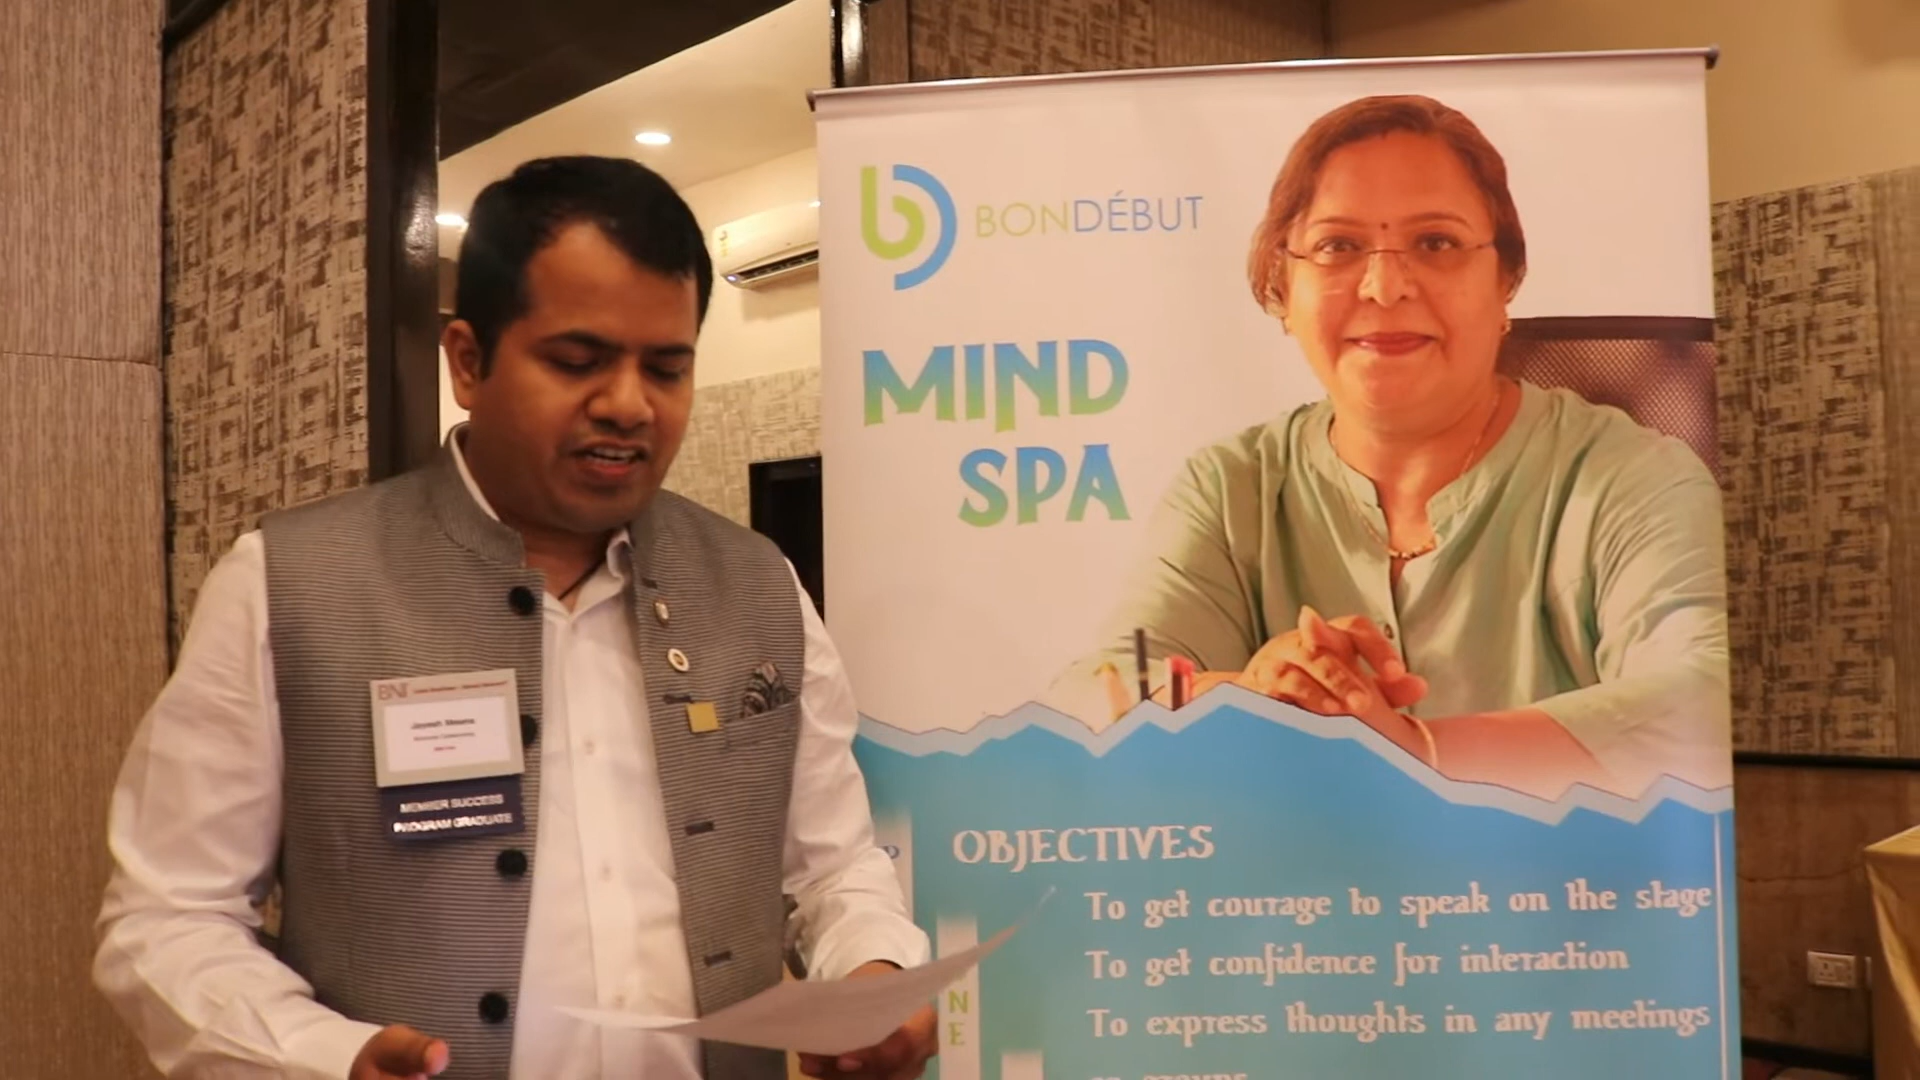 BONDÉBUT
MIND
SPA
BNI
MEMBER SUCCESS
PROGRAM GRADUATE
OBJECTIVES
To get courage to speak on the stage
To get confidence for interaction
To express thoughts in any meetings
N
E